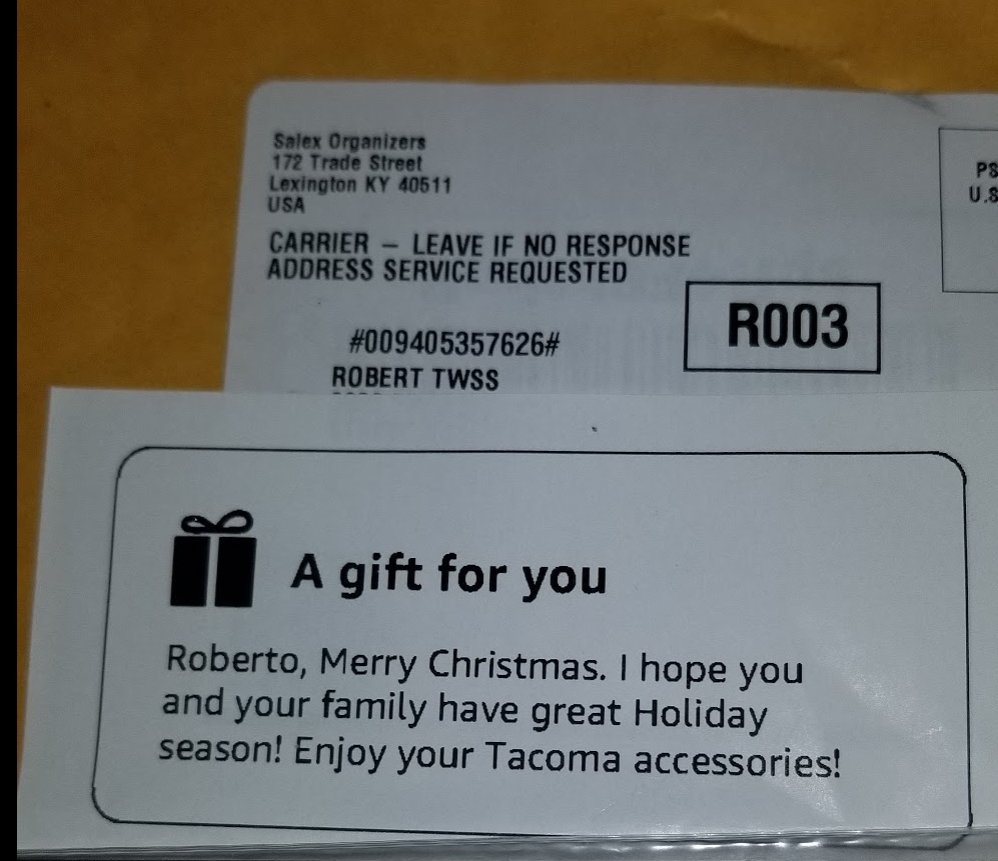 Salex Organizers
172 Trade Street
Lexington KY 40511
USA
CARRIER – LEAVE IF NO RESPONSE
ADDRESS SERVICE REQUESTED
PS
U.S
R003
#009405357626#
ROBERT TWSS
A gift for you
Roberto, Merry Christmas. I hope you
and your family have great Holiday
season! Enjoy your Tacoma accessories!